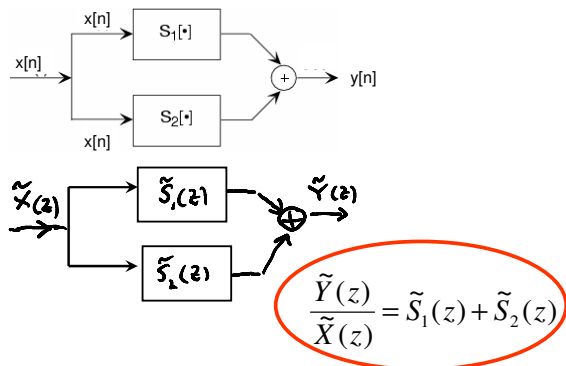 x[n]
S₁[•]
x[n]
+
y[n]
S₂[•]
x[n]
X̃(z)
S̃₁(z)
Ỹ(z)
+
S̃₂(z)
Ỹ(z)/X̃(z) = S̃₁(z) + S̃₂(z)